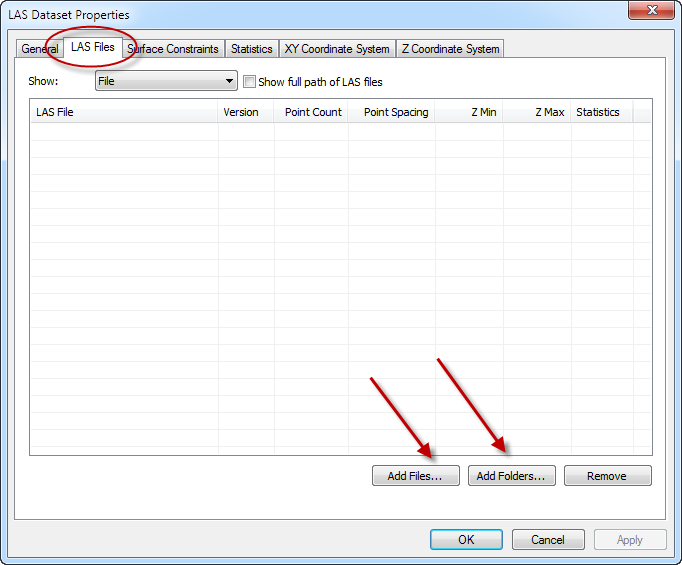 LAS Dataset Properties
General LAS Files Surface Constraints Statistics XY Coordinate System Z Coordinate System
Show: File Show full path of LAS files
LAS File Version Point Count Point Spacing Z Min Z Max Statistics
Add Files... Add Folders... Remove
OK Cancel Apply